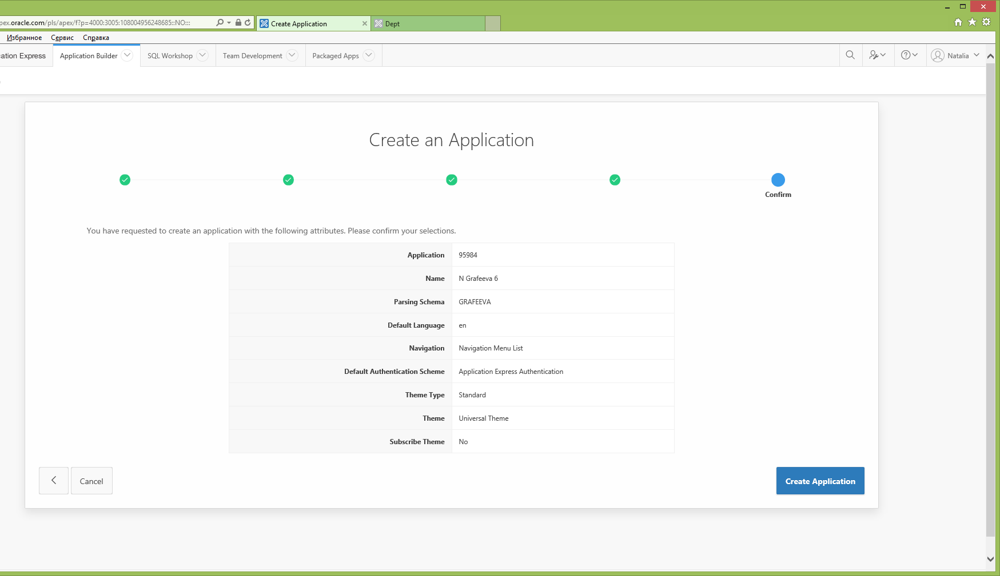 pex.oracle.com/pls/apex/f?p=4000:3005:108004956248685::NO:::
Create Application
Dept
Избранное Сервис Справка
ation Express
Application Builder
SQL Workshop
Team Development
Packaged Apps
Natalia
Create an Application
Confirm
You have requested to create an application with the following attributes. Please confirm your selections.
Application 95984
Name N Grafeeva 6
Parsing Schema GRAFEEVA
Default Language en
Navigation Navigation Menu List
Default Authentication Scheme Application Express Authentication
Theme Type Standard
Theme Universal Theme
Subscribe Theme No
Cancel
Create Application